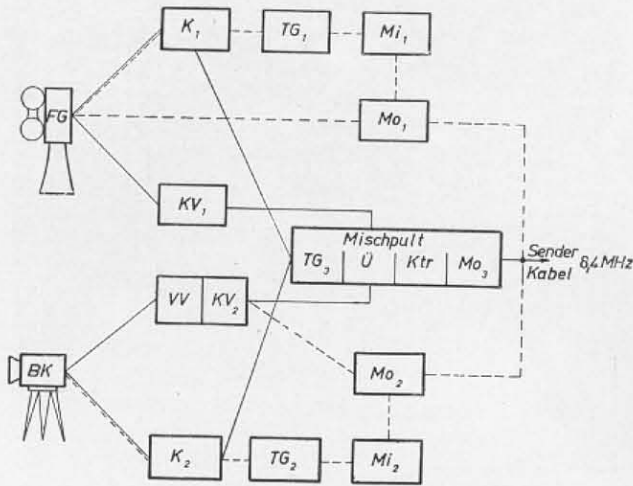 K₁
TG₁
Mi₁
FG
Mo₁
KV₁
Mischpult
TG₃ Ü Ktr Mo₃
Sender
Kabel
8,4 MHz
VV KV₂
BK
Mo₂
K₂
TG₂
Mi₂